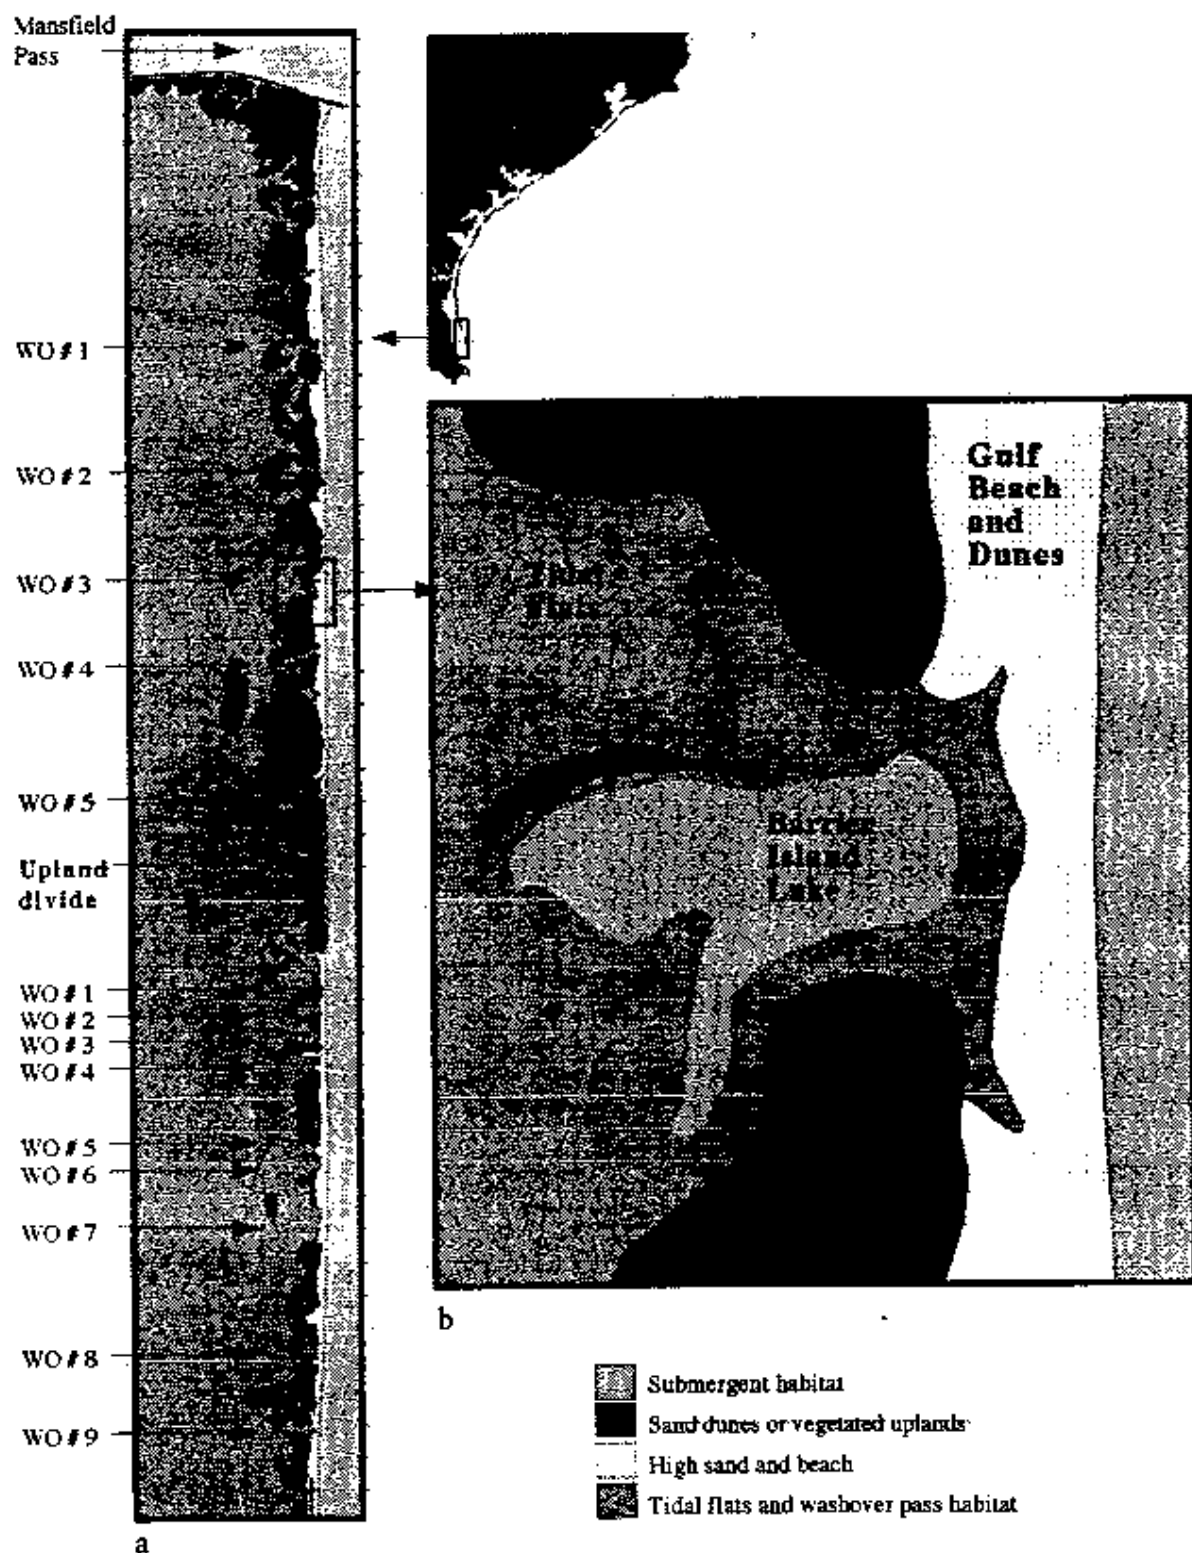 Mansfield
Pass
WO # 1
WO # 2
WO # 3
WO # 4
WO # 5
Upland
divide
WO # 1
WO # 2
WO # 3
WO # 4
WO # 5
WO # 6
WO # 7
WO # 8
WO # 9
a
Gulf
Beach
and
Dunes
Tidal
Flats
Barrier
Island
Lake
b
Submergent habitat
Sand dunes or vegetated uplands
High sand and beach
Tidal flats and washover pass habitat